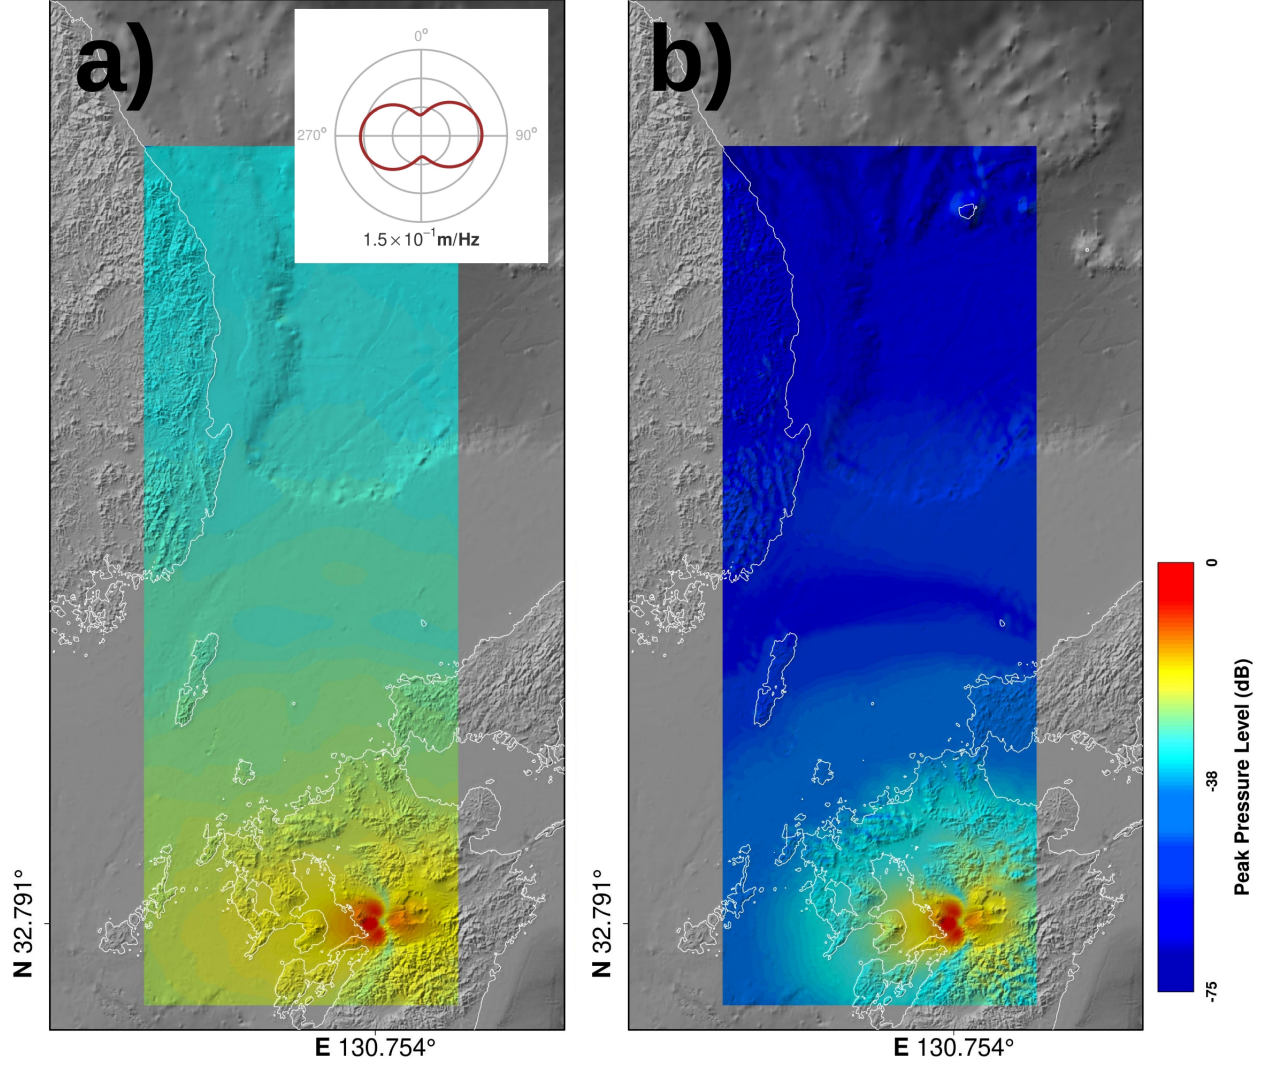 a)
0°
270°
90°
1.5×10⁻¹m/Hz
b)
N 32.791°
E 130.754°
N 32.791°
E 130.754°
0
-38
-75
Peak Pressure Level (dB)